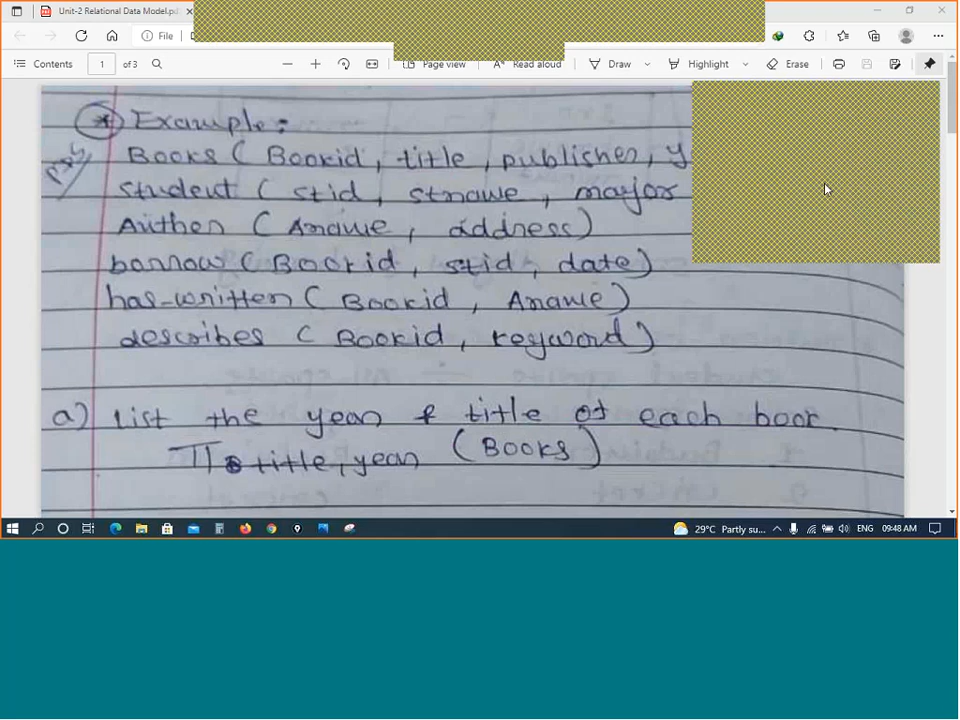 Unit-2 Relational Data Model.pd
File
Contents 1 of 3 Page view Read aloud Draw Highlight Erase
* Example:
Books ( Bookid, title, publisher, y
student ( stid, stname, major
Author ( Aname, address)
borrow ( Bookid, stid, date)
has-written ( Bookid, Aname)
describes ( Bookid, keyword)
a) List the year & title of each book.
π title, year (Books)
29°C Partly su... ENG 09:48 AM